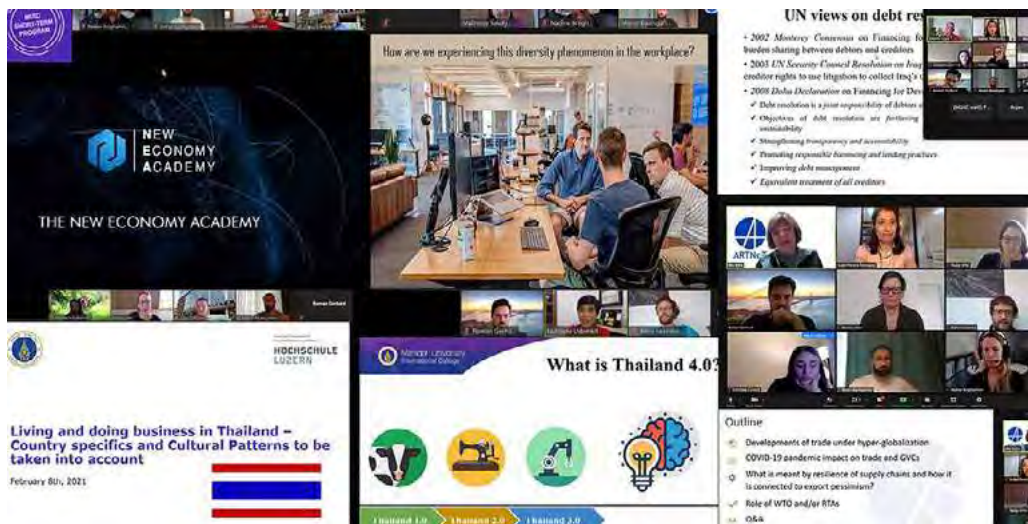 SHORT-TERM
PROGRAM
NEW
ECONOMY
ACADEMY
THE NEW ECONOMY ACADEMY
How are we experiencing this diversity phenomenon in the workplace?
UN views on debt res
• 2002 Monterey Consensus on Financing for
burden sharing between debtors and creditors
• 2003 UN Security Council Resolution on Iraq
creditor rights to use litigation to collect Iraq's
• 2008 Doha Declaration on Financing for Dev
✓ Debt resolution is a joint responsibility of debtors
✓ Objectives of debt resolution are furthering
sustainability
✓ Strengthening transparency and accountability
✓ Promoting responsible borrowing and lending practices
✓ Improving debt management
✓ Equivalent treatment of all creditors
HOCHSCHULE
LUZERN
Living and doing business in Thailand –
Country specifics and Cultural Patterns to be
taken into account
February 8th, 2021
Mahidol University
International College
What is Thailand 4.0?
Thailand 1.0
Thailand 2.0
Thailand 3.0
ARTNeT
Outline
Developments of trade under hyper-globalization
COVID-19 pandemic impact on trade and GVCs
What is meant by resilience of supply chains and how it
is connected to export pessimism?
Role of WTO and/or RTAs
Q&A